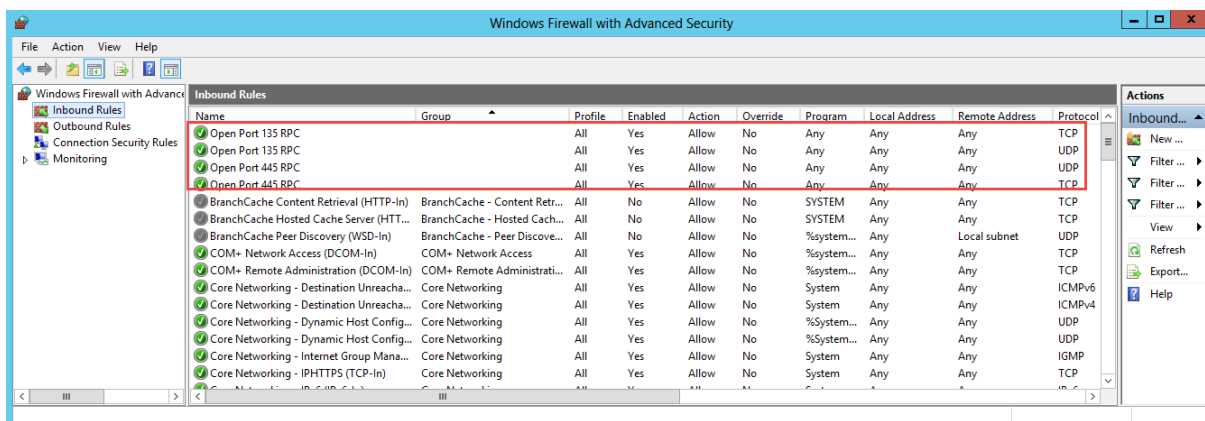 Windows Firewall with Advanced Security
File Action View Help
Windows Firewall with Advance
Inbound Rules
Outbound Rules
Connection Security Rules
Monitoring
Inbound Rules
Name Group Profile Enabled Action Override Program Local Address Remote Address Protocol
Open Port 135 RPC All Yes Allow No Any Any Any TCP
Open Port 135 RPC All Yes Allow No Any Any Any UDP
Open Port 445 RPC All Yes Allow No Any Any Any UDP
Open Port 445 RPC All Yes Allow No Any Any Any TCP
BranchCache Content Retrieval (HTTP-In) BranchCache - Content Retr... All No Allow No SYSTEM Any Any TCP
BranchCache Hosted Cache Server (HTT... BranchCache - Hosted Cach... All No Allow No SYSTEM Any Any TCP
BranchCache Peer Discovery (WSD-In) BranchCache - Peer Discove... All No Allow No %system... Any Local subnet UDP
COM+ Network Access (DCOM-In) COM+ Network Access All Yes Allow No %system... Any Any TCP
COM+ Remote Administration (DCOM-In) COM+ Remote Administrati... All Yes Allow No %system... Any Any TCP
Core Networking - Destination Unreacha... Core Networking All Yes Allow No System Any Any ICMPv6
Core Networking - Destination Unreacha... Core Networking All Yes Allow No System Any Any ICMPv4
Core Networking - Dynamic Host Config... Core Networking All Yes Allow No %System... Any Any UDP
Core Networking - Dynamic Host Config... Core Networking All Yes Allow No %System... Any Any UDP
Core Networking - Internet Group Mana... Core Networking All Yes Allow No System Any Any IGMP
Core Networking - IPHTTPS (TCP-In) Core Networking All Yes Allow No System Any Any TCP
Actions
Inbound...
New ...
Filter ...
Filter ...
Filter ...
View
Refresh
Export...
Help